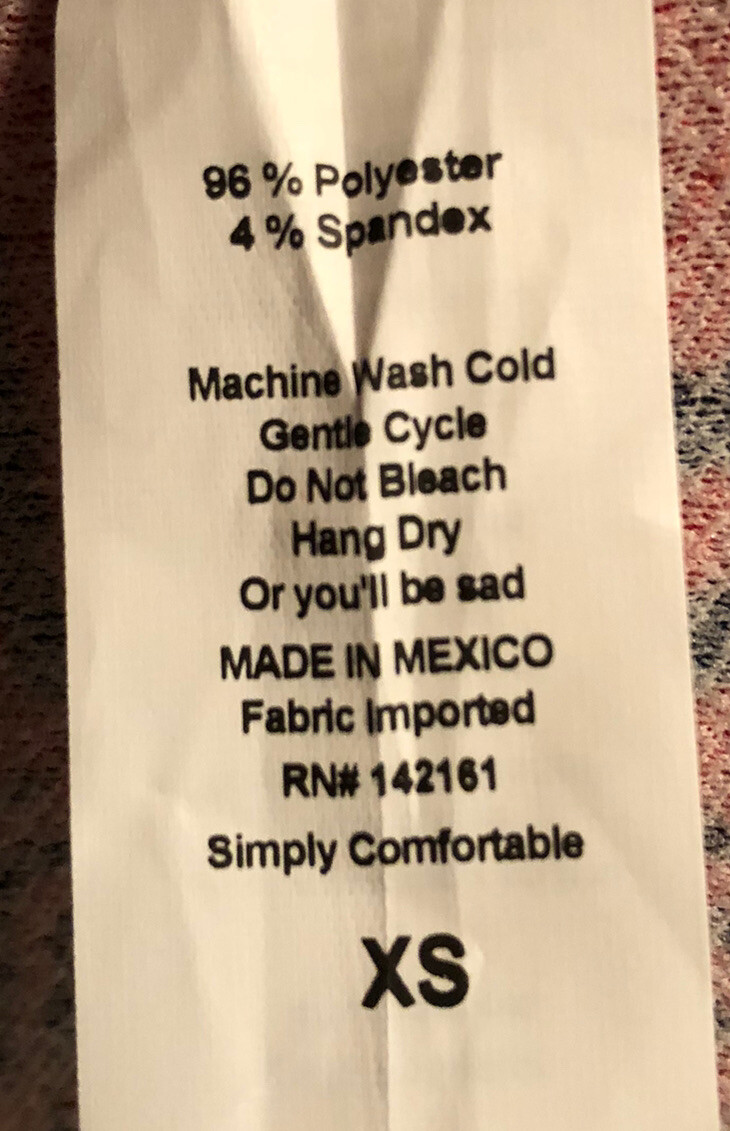 96 % Polyester
4 % Spandex
Machine Wash Cold
Gentle Cycle
Do Not Bleach
Hang Dry
Or you'll be sad
MADE IN MEXICO
Fabric Imported
RN# 142161
Simply Comfortable
XS